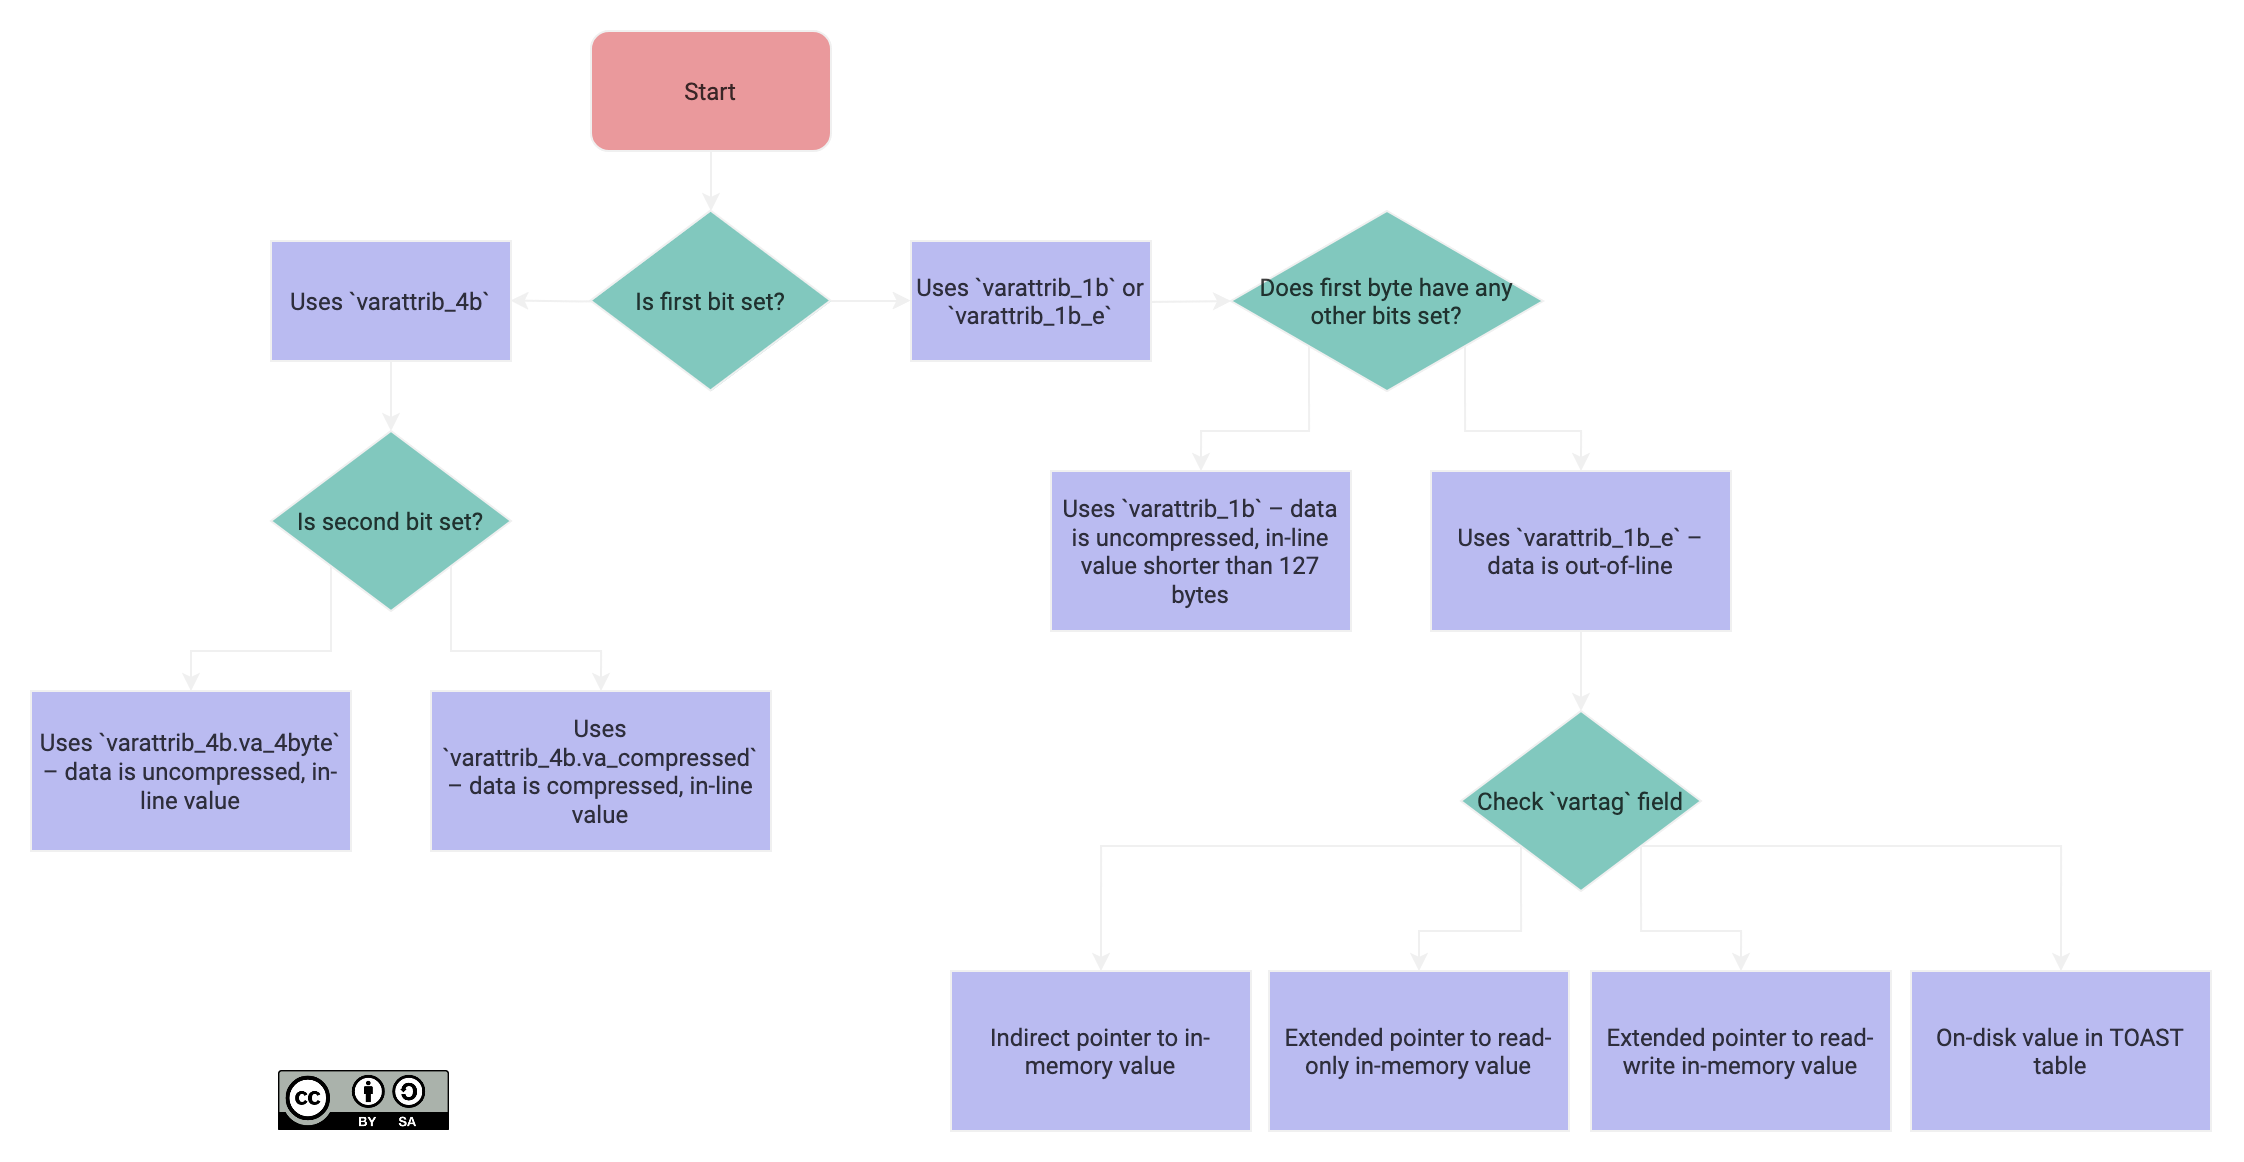 Start
Uses `varattrib_4b`
Is first bit set?
Uses `varattrib_1b` or
`varattrib_1b_e`
Does first byte have any
other bits set?
Is second bit set?
Uses `varattrib_1b` – data
is uncompressed, in-line
value shorter than 127
bytes
Uses `varattrib_1b_e` –
data is out-of-line
Uses `varattrib_4b.va_4byte`
– data is uncompressed, in-
line value
Uses
`varattrib_4b.va_compressed`
– data is compressed, in-line
value
Check `vartag` field
Indirect pointer to in-
memory value
Extended pointer to read-
only in-memory value
Extended pointer to read-
write in-memory value
On-disk value in TOAST
table
cc
BY SA